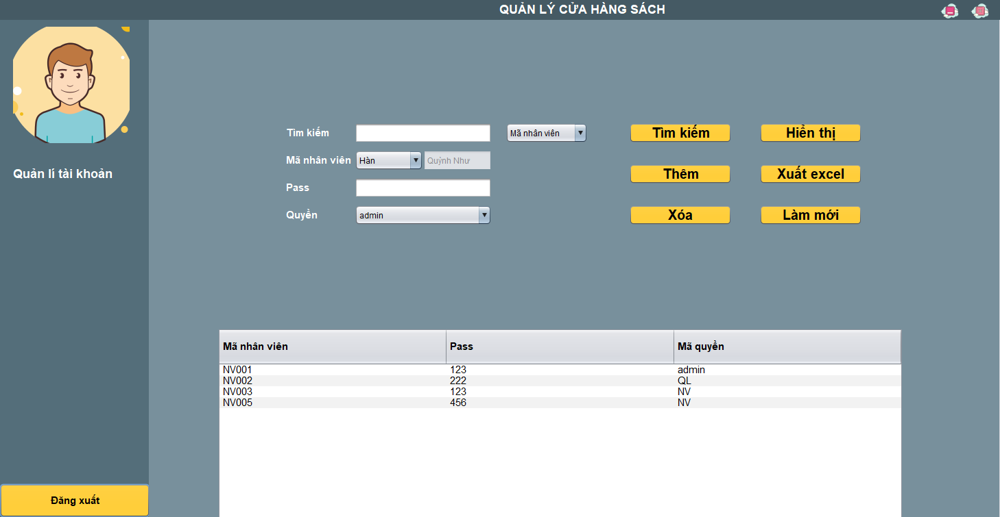 QUẢN LÝ CỬA HÀNG SÁCH
Quản lí tài khoản
Tìm kiếm Mã nhân viên Tìm kiếm Hiển thị
Mã nhân viên Hàn Quỳnh Như
Thêm Xuất excel
Pass
Quyền admin Xóa Làm mới
Mã nhân viên Pass Mã quyền
NV001 123 admin
NV002 222 QL
NV003 123 NV
NV005 456 NV
Đăng xuất